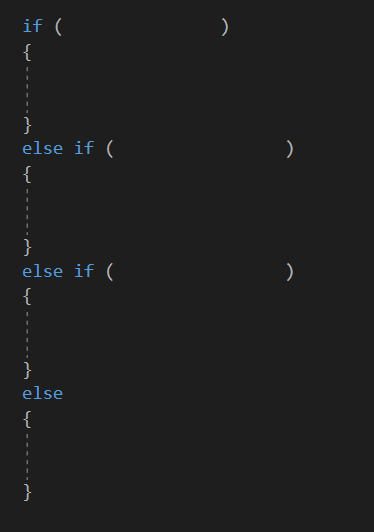 if (                )
{
}
else if (                 )
{
}
else if (                 )
{
}
else
{
}